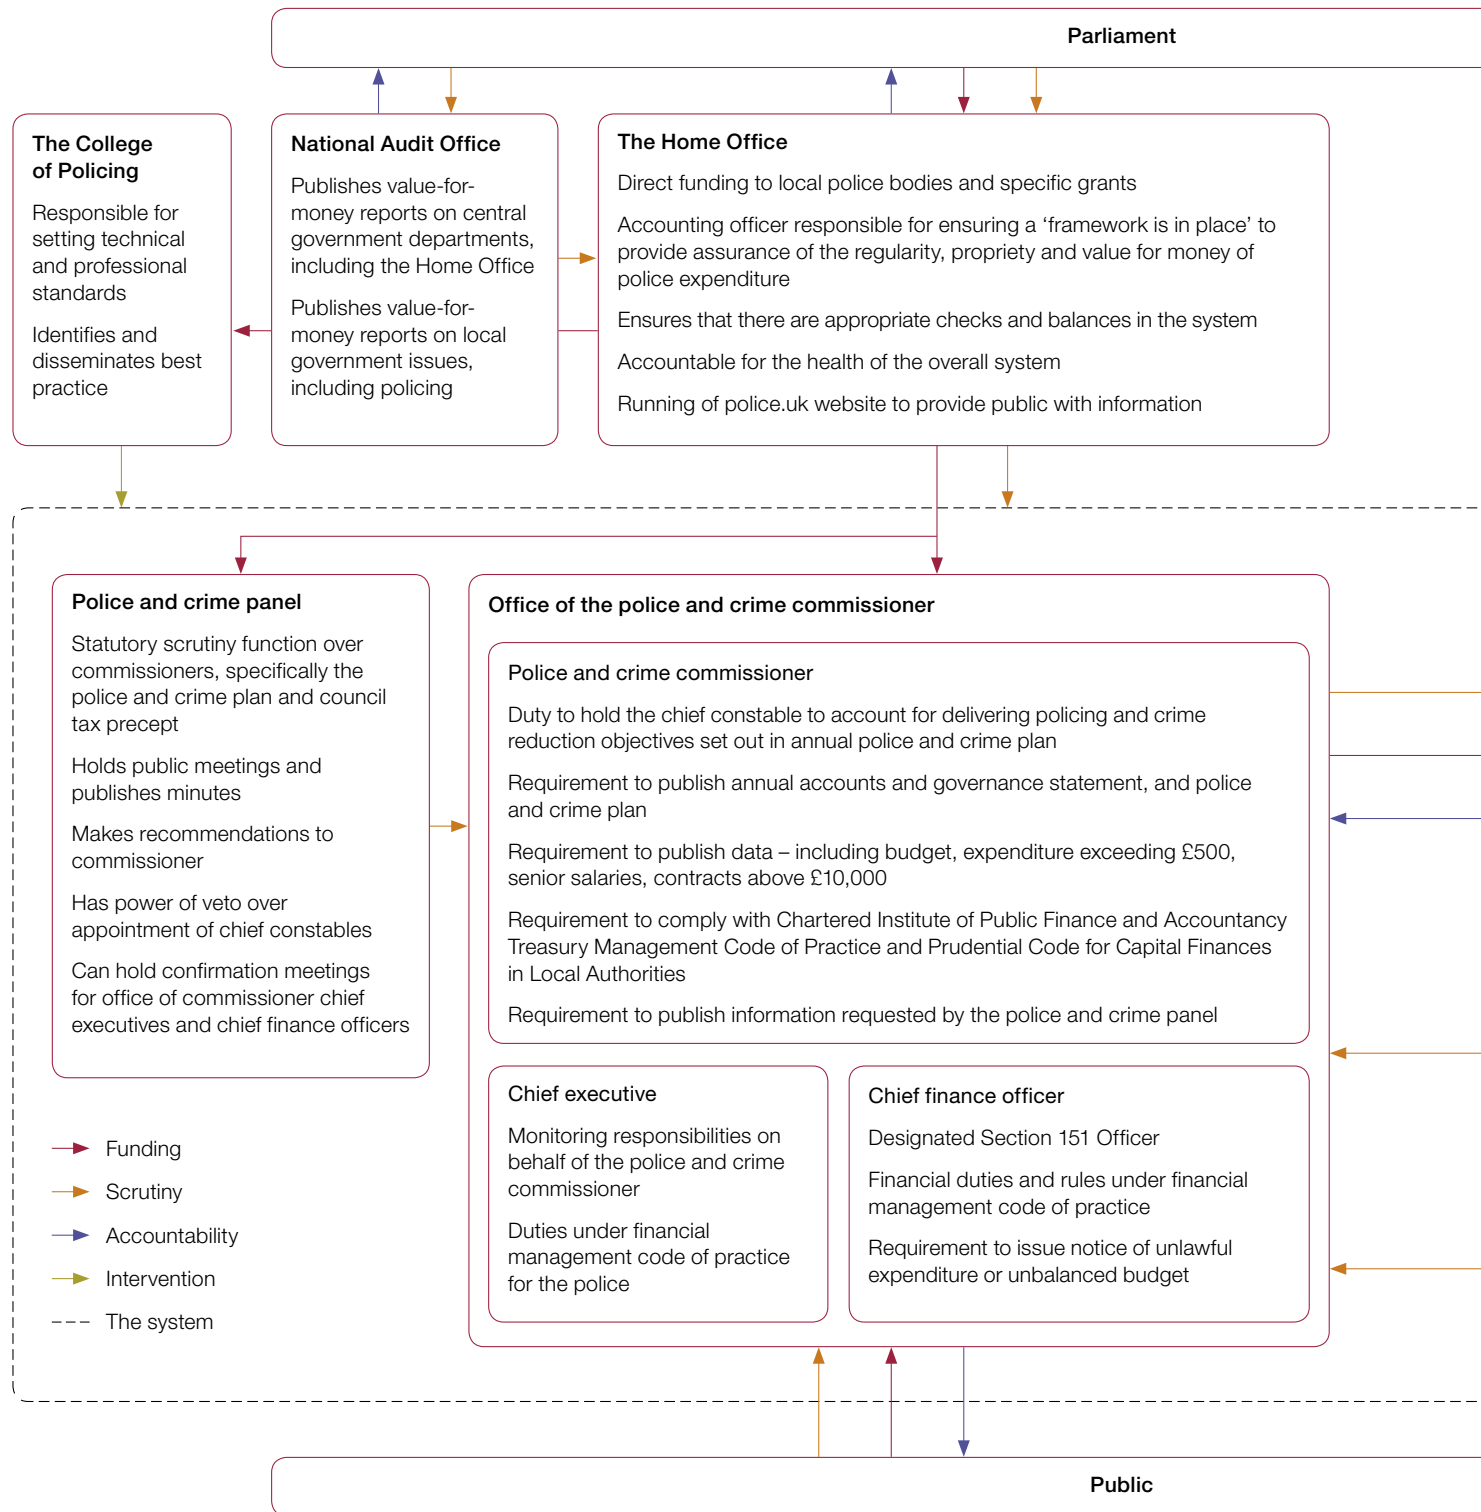 Parliament
The College
of Policing
Responsible for
setting technical
and professional
standards
Identifies and
disseminates best
practice
National Audit Office
Publishes value-for-
money reports on central
government departments,
including the Home Office
Publishes value-for-
money reports on local
government issues,
including policing
The Home Office
Direct funding to local police bodies and specific grants
Accounting officer responsible for ensuring a ‘framework is in place’ to
provide assurance of the regularity, propriety and value for money of
police expenditure
Ensures that there are appropriate checks and balances in the system
Accountable for the health of the overall system
Running of police.uk website to provide public with information
Police and crime panel
Statutory scrutiny function over
commissioners, specifically the
police and crime plan and council
tax precept
Holds public meetings and
publishes minutes
Makes recommendations to
commissioner
Has power of veto over
appointment of chief constables
Can hold confirmation meetings
for office of commissioner chief
executives and chief finance officers
Office of the police and crime commissioner
Police and crime commissioner
Duty to hold the chief constable to account for delivering policing and crime
reduction objectives set out in annual police and crime plan
Requirement to publish annual accounts and governance statement, and police
and crime plan
Requirement to publish data – including budget, expenditure exceeding £500,
senior salaries, contracts above £10,000
Requirement to comply with Chartered Institute of Public Finance and Accountancy
Treasury Management Code of Practice and Prudential Code for Capital Finances
in Local Authorities
Requirement to publish information requested by the police and crime panel
Chief executive
Monitoring responsibilities on
behalf of the police and crime
commissioner
Duties under financial
management code of practice
for the police
Chief finance officer
Designated Section 151 Officer
Financial duties and rules under financial
management code of practice
Requirement to issue notice of unlawful
expenditure or unbalanced budget
Funding
Scrutiny
Accountability
Intervention
The system
Public